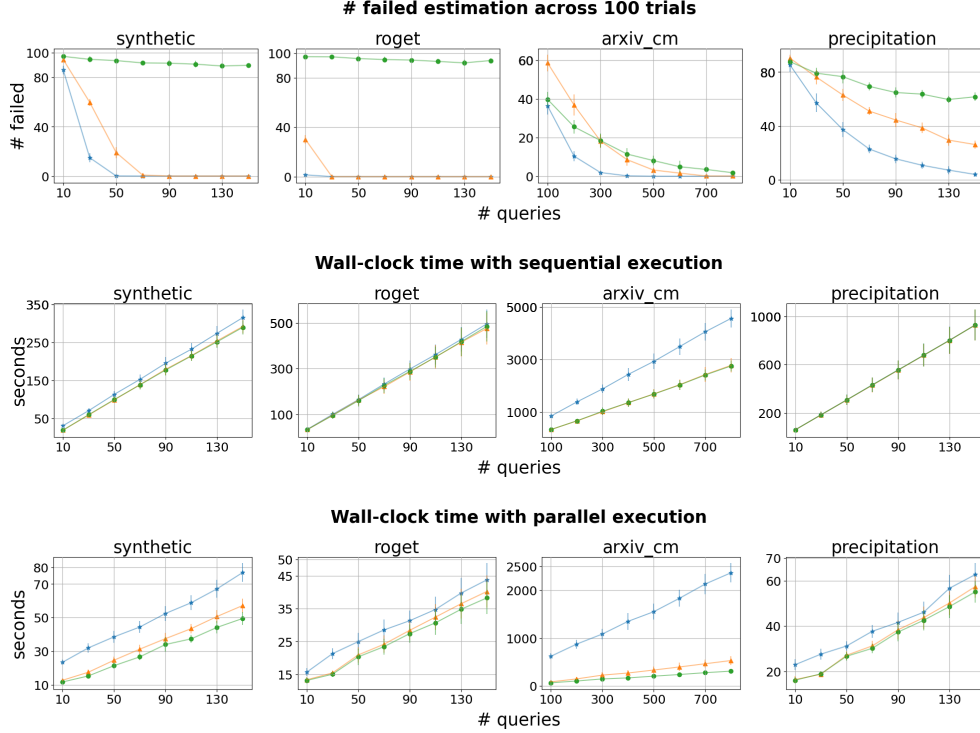 # failed estimation across 100 trials
synthetic roget arxiv_cm precipitation
# failed
100 80 40 0
100 80 40 0
60 40 20 0
80 40 0
10 50 90 130
10 50 90 130
100 300 500 700
10 50 90 130
# queries
Wall-clock time with sequential execution
synthetic roget arxiv_cm precipitation
seconds
350 250 150 50
500 300 100
5000 3000 1000
1000 600 200
10 50 90 130
10 50 90 130
100 300 500 700
10 50 90 130
# queries
Wall-clock time with parallel execution
synthetic roget arxiv_cm precipitation
seconds
80 70 50 30 10
50 45 35 25 15
2500 2000 1000 0
70 60 40 20
10 50 90 130
10 50 90 130
100 300 500 700
10 50 90 130
# queries